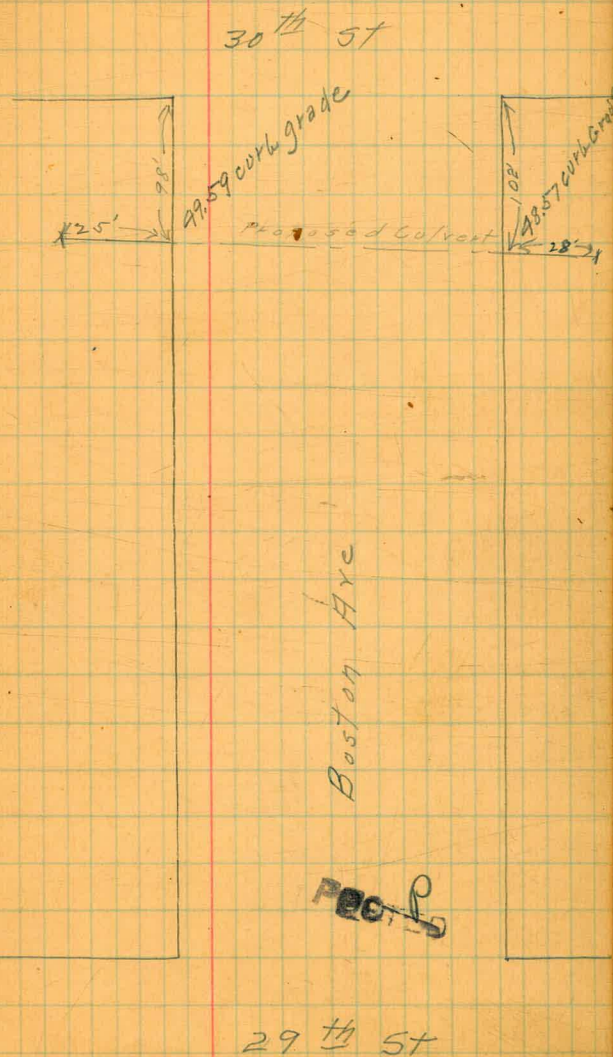 30th St
98'
49.59 curb grade
102'
48.57 curb Grade
25'
Proposed Culvert
28'
Boston Ave
P
29th St